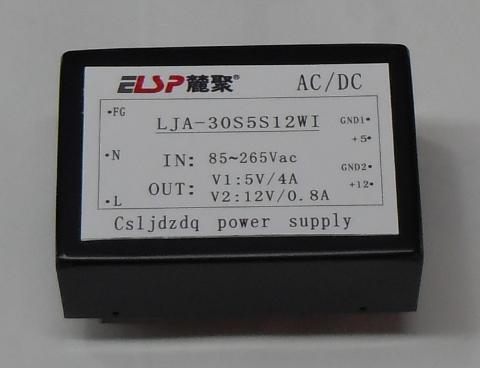 ELSP 麓聚® AC/DC
•FG LJA-30S5S12WI GND1•
+5•
•N IN: 85~265Vac
OUT: V1:5V/4A GND2•
•L V2:12V/0.8A +12•
Csljdzdq power supply